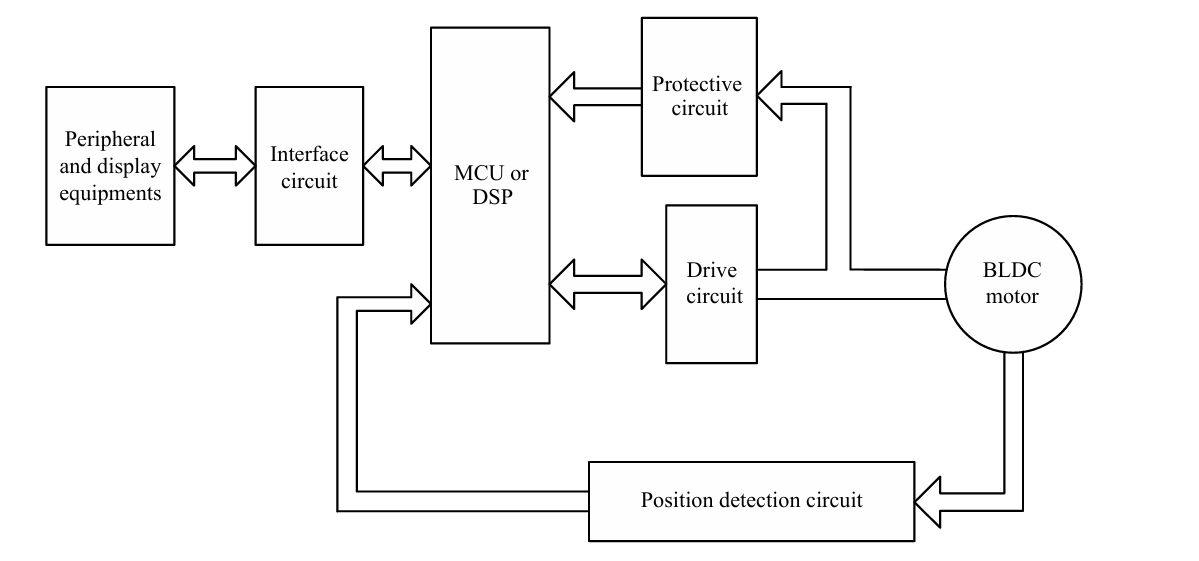 Peripheral
and display
equipments
Interface
circuit
MCU or
DSP
Protective
circuit
Drive
circuit
BLDC
motor
Position detection circuit